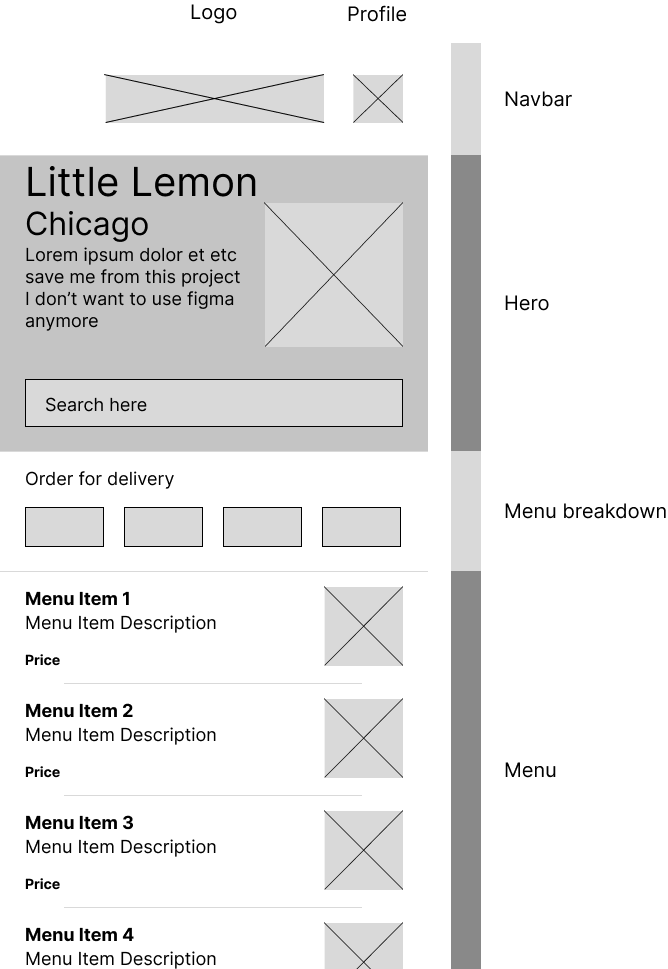 Logo
Profile
Navbar
Little Lemon
Chicago
Lorem ipsum dolor et etc
save me from this project
I don’t want to use figma
anymore
Hero
Search here
Order for delivery
Menu breakdown
Menu Item 1
Menu Item Description
Price
Menu Item 2
Menu Item Description
Price
Menu
Menu Item 3
Menu Item Description
Price
Menu Item 4
Menu Item Description